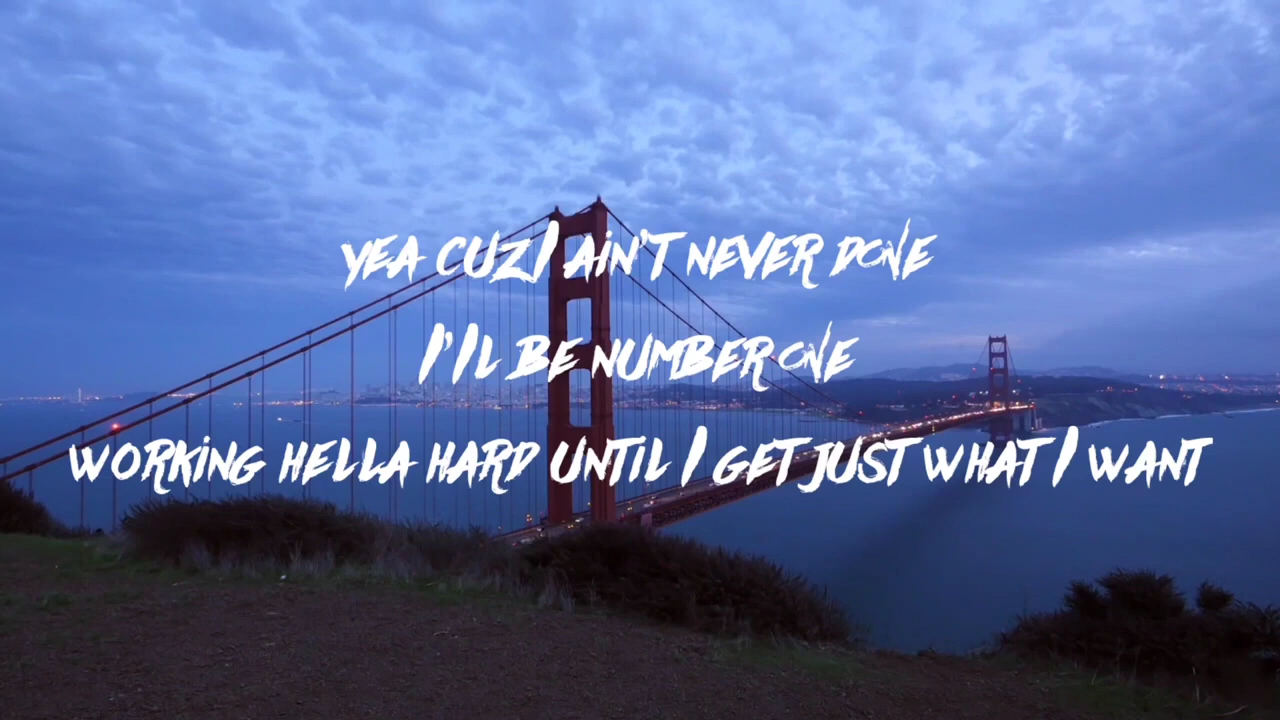 YEA CUZ I AIN'T NEVER DONE
I'LL BE NUMBER ONE
WORKING HELLA HARD UNTIL I GET JUST WHAT I WANT